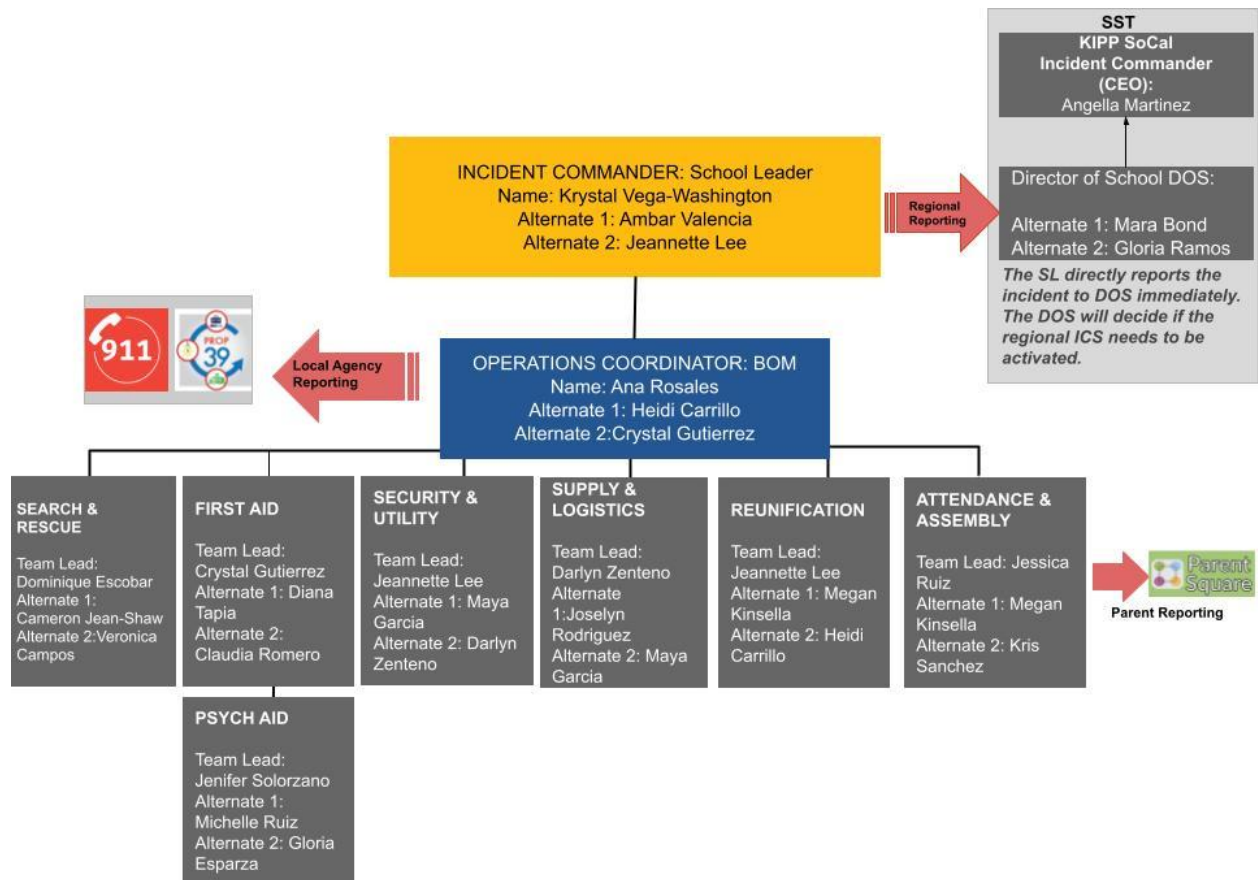 SST
KIPP SoCal
Incident Commander
(CEO):
Angella Martinez
INCIDENT COMMANDER: School Leader
Name: Krystal Vega-Washington
Alternate 1: Ambar Valencia
Alternate 2: Jeannette Lee
Regional
Reporting
Director of School DOS:
Alternate 1: Mara Bond
Alternate 2: Gloria Ramos
The SL directly reports the
incident to DOS immediately.
The DOS will decide if the
regional ICS needs to be
activated.
911
PROP
39
Local Agency
Reporting
OPERATIONS COORDINATOR: BOM
Name: Ana Rosales
Alternate 1: Heidi Carrillo
Alternate 2:Crystal Gutierrez
SEARCH &
RESCUE
Team Lead:
Dominique Escobar
Alternate 1:
Cameron Jean-Shaw
Alternate 2:Veronica
Campos
FIRST AID
Team Lead:
Crystal Gutierrez
Alternate 1: Diana
Tapia
Alternate 2:
Claudia Romero
SECURITY &
UTILITY
Team Lead:
Jeannette Lee
Alternate 1: Maya
Garcia
Alternate 2: Darlyn
Zenteno
SUPPLY &
LOGISTICS
Team Lead:
Darlyn Zenteno
Alternate
1:Joselyn
Rodriguez
Alternate 2: Maya
Garcia
REUNIFICATION
Team Lead:
Jeannette Lee
Alternate 1: Megan
Kinsella
Alternate 2: Heidi
Carrillo
ATTENDANCE &
ASSEMBLY
Team Lead: Jessica
Ruiz
Alternate 1: Megan
Kinsella
Alternate 2: Kris
Sanchez
Parent
Square
Parent Reporting
PSYCH AID
Team Lead:
Jenifer Solorzano
Alternate 1:
Michelle Ruiz
Alternate 2: Gloria
Esparza